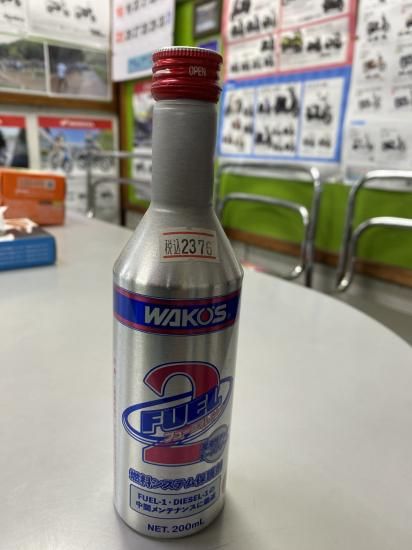 OPEN
税込2376
WAKO'S
2
FUEL
フューエルツー
燃料システム保護剤
FUEL-1・DIESEL-1の
中間メンテナンスに最適
NET. 200mL